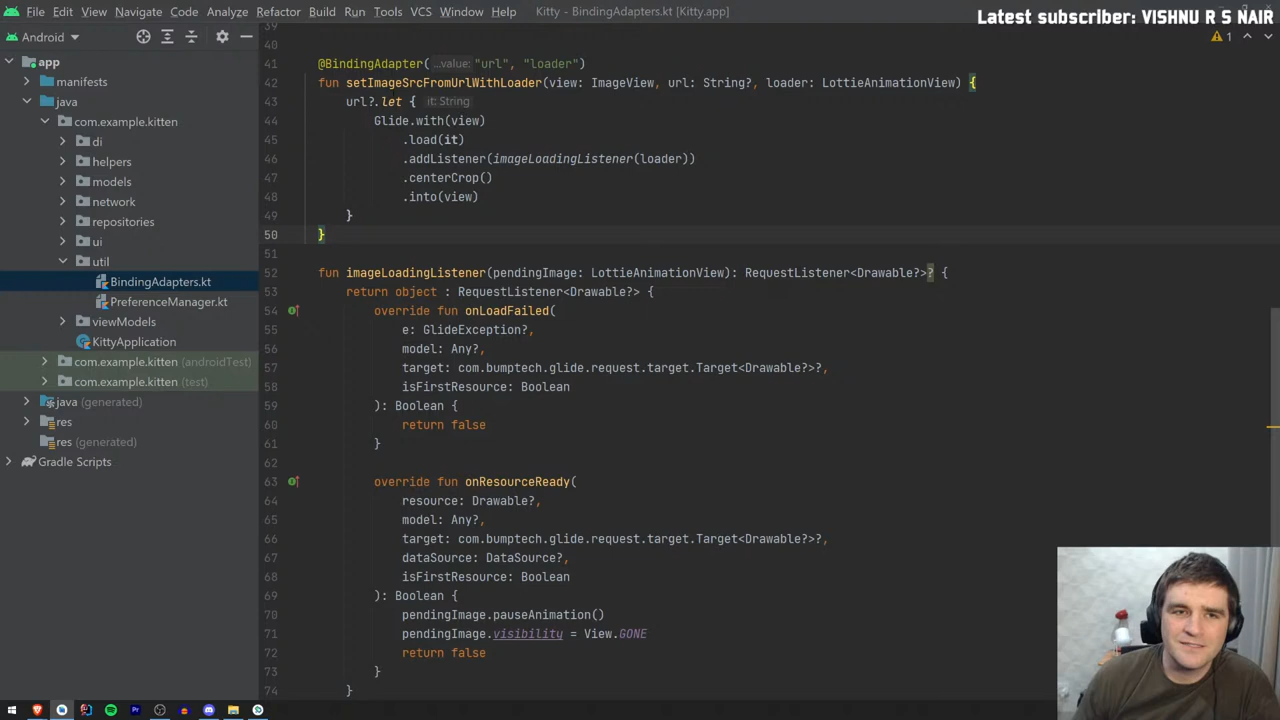 File Edit View Navigate Code Analyze Refactor Build Run Tools VCS Window Help Kitty - BindingAdapters.kt [Kitty.app]
Latest subscriber: VISHNU R S NAIR
Android
1
app
manifests
java
com.example.kitten
di
helpers
models
network
repositories
ui
util
BindingAdapters.kt
PreferenceManager.kt
viewModels
KittyApplication
com.example.kitten (androidTest)
com.example.kitten (test)
java (generated)
res
res (generated)
Gradle Scripts
39
40
41 @BindingAdapter( ...value: "url", "loader")
42 fun setImageSrcFromUrlWithLoader(view: ImageView, url: String?, loader: LottieAnimationView) {
43 url?.let { it: String
44 Glide.with(view)
45 .load(it)
46 .addListener(imageLoadingListener(loader))
47 .centerCrop()
48 .into(view)
49 }
50 }
51
52 fun imageLoadingListener(pendingImage: LottieAnimationView): RequestListener<Drawable?>? {
53 return object : RequestListener<Drawable?> {
54 override fun onLoadFailed(
55 e: GlideException?,
56 model: Any?,
57 target: com.bumptech.glide.request.target.Target<Drawable?>?,
58 isFirstResource: Boolean
59 ): Boolean {
60 return false
61 }
62
63 override fun onResourceReady(
64 resource: Drawable?,
65 model: Any?,
66 target: com.bumptech.glide.request.target.Target<Drawable?>?,
67 dataSource: DataSource?,
68 isFirstResource: Boolean
69 ): Boolean {
70 pendingImage.pauseAnimation()
71 pendingImage.visibility = View.GONE
72 return false
73 }
74 }